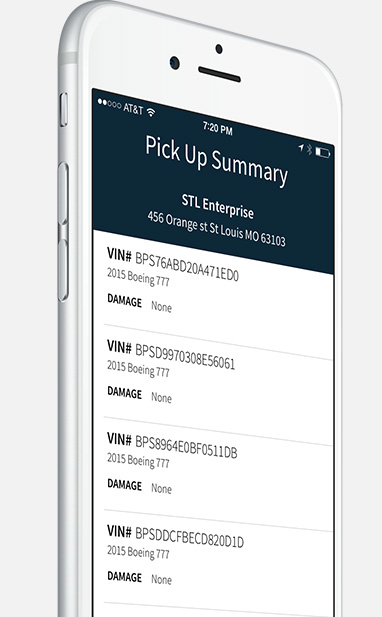 AT&T
7:20 PM
Pick Up Summary
STL Enterprise
456 Orange st St Louis MO 63103
VIN# BPS76ABD20A471ED0
2015 Boeing 777
DAMAGE None
VIN# BPSD9970308E56061
2015 Boeing 777
DAMAGE None
VIN# BPS8964E0BF0511DB
2015 Boeing 777
DAMAGE None
VIN# BPSDDCFBECD820D1D
2015 Boeing 777
DAMAGE None